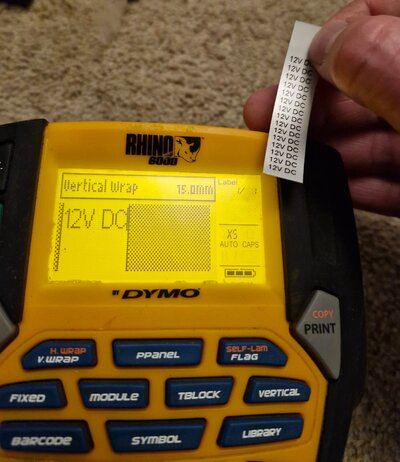 12V DC
12V DC
12V DC
12V DC
12V DC
12V DC
12V DC
12V DC
12V DC
12V DC
12V DC
12V DC
RHINO
6000
Vertical Wrap 15.0mm
Label
12V DC
XS
AUTO CAPS
DYMO
COPY
PRINT
H. WRAP
V.WRAP
PPANEL
SELF-LAM
FLAG
FIXED
MODULE
TBLOCK
VERTICAL
BARCODE
SYMBOL
LIBRARY